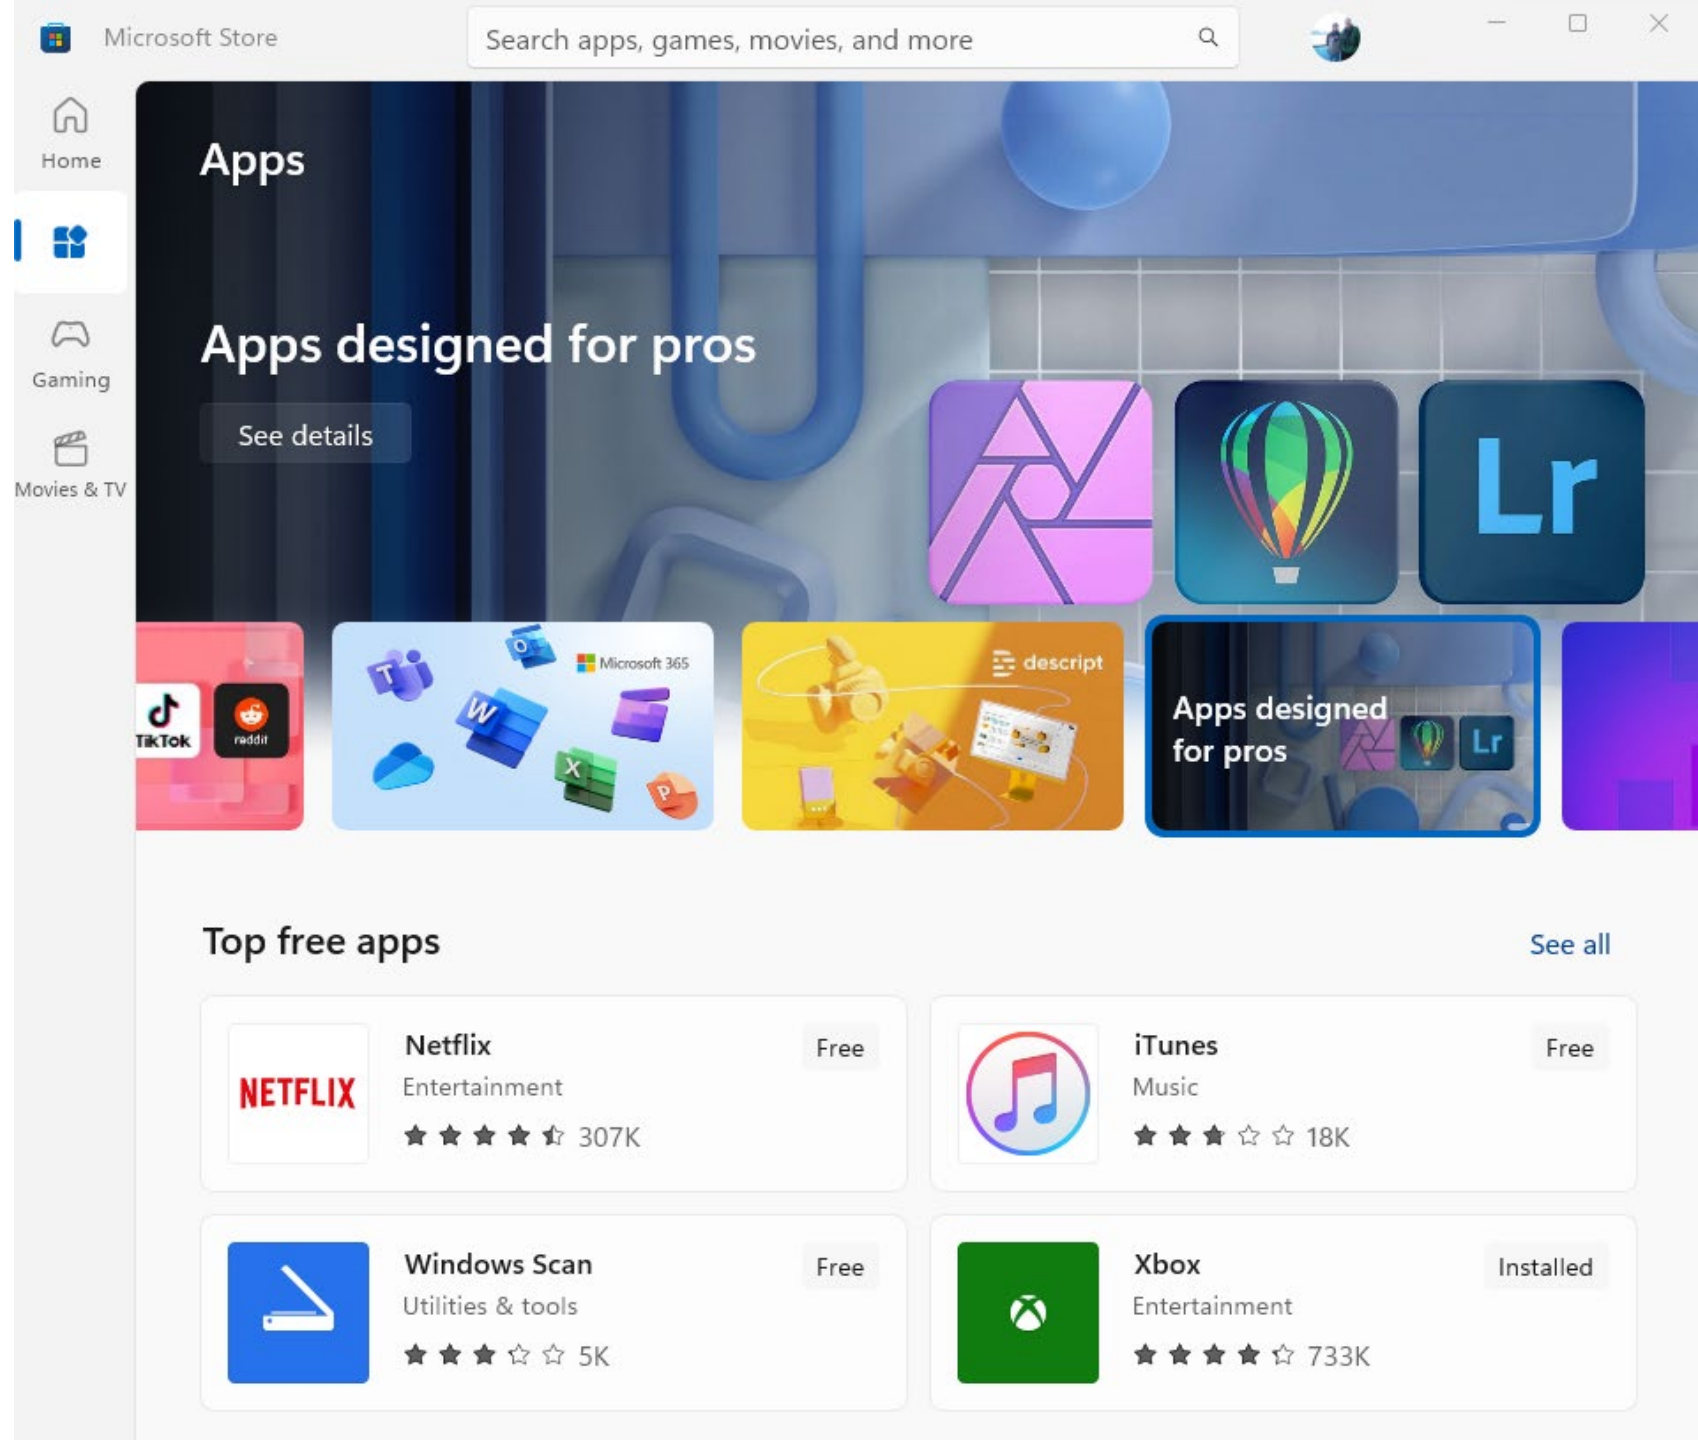 Microsoft Store
Search apps, games, movies, and more
Home
Gaming
Movies & TV
Apps
Apps designed for pros
See details
Lr
TikTok
reddit
T
O
W
X
P
Microsoft 365
descript
Apps designed
for pros
Lr
Top free apps
See all
NETFLIX
Netflix
Free
Entertainment
307K
iTunes
Free
Music
18K
Windows Scan
Free
Utilities & tools
5K
Xbox
Installed
Entertainment
733K